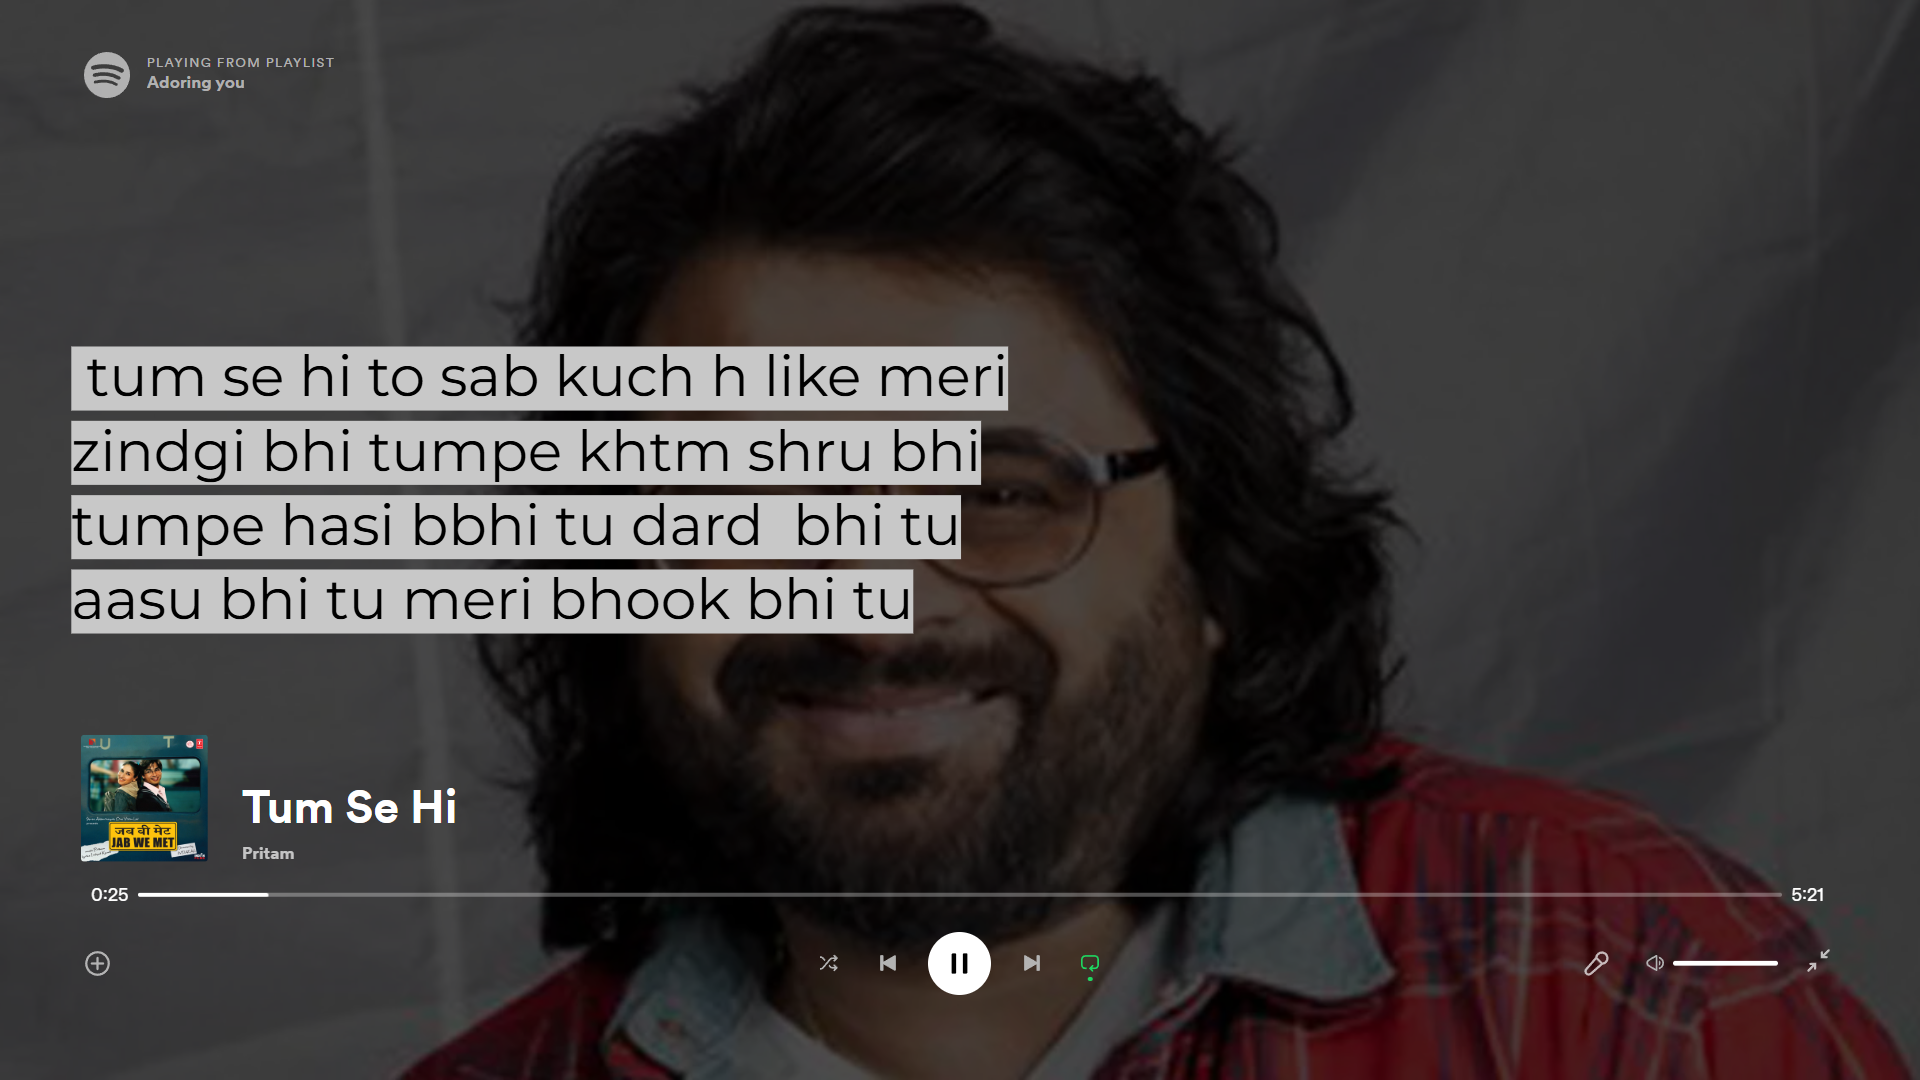 PLAYING FROM PLAYLIST
Adoring you
tum se hi to sab kuch h like meri
zindgi bhi tumpe khtm shru bhi
tumpe hasi bbhi tu dard  bhi tu
aasu bhi tu meri bhook bhi tu
U T
जब वी मेट
JAB WE MET
Tum Se Hi
Pritam
0:25
5:21